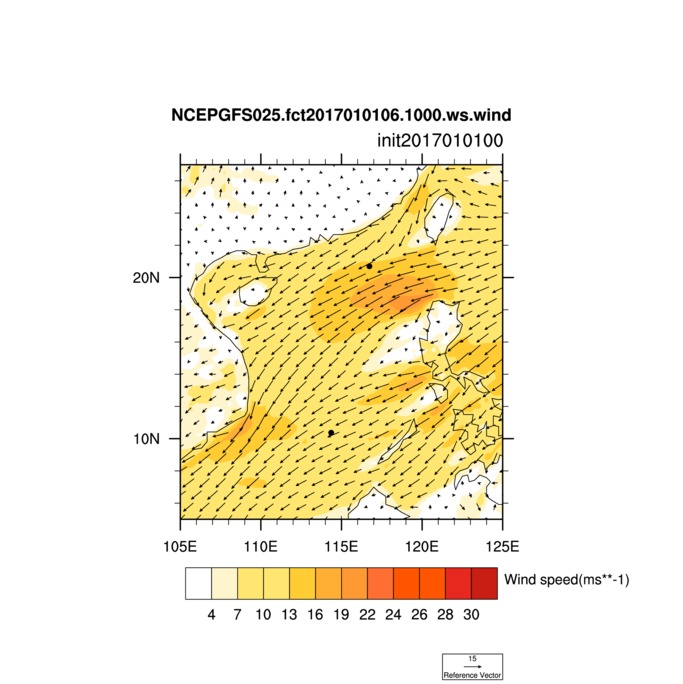 NCEPGFS025.fct2017010106.1000.ws.wind
init2017010100
20N
10N
105E 110E 115E 120E 125E
Wind speed(ms**-1)
4 7 10 13 16 19 22 24 26 28 30
15
Reference Vector